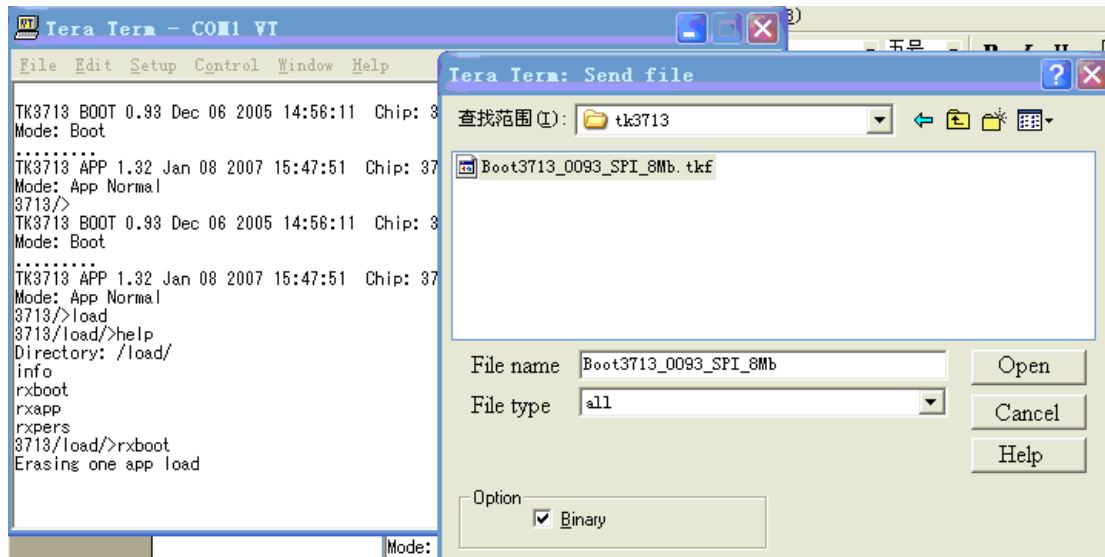 Tera Term - COM1 VT
File Edit Setup Control Window Help
TK3713 BOOT 0.93 Dec 06 2005 14:56:11 Chip: 3
Mode: Boot
.........
TK3713 APP 1.32 Jan 08 2007 15:47:51 Chip: 37
Mode: App Normal
3713/>
TK3713 BOOT 0.93 Dec 06 2005 14:56:11 Chip: 3
Mode: Boot
.........
TK3713 APP 1.32 Jan 08 2007 15:47:51 Chip: 37
Mode: App Normal
3713/>load
3713/load/>help
Directory: /load/
info
rxboot
rxapp
rxpers
3713/load/>rxboot
Erasing one app load
Mode:
五号
Tera Term: Send file
查找范围(I): tk3713
Boot3713_0093_SPI_8Mb.tkf
File name Boot3713_0093_SPI_8Mb Open
File type all Cancel
Help
Option
Binary